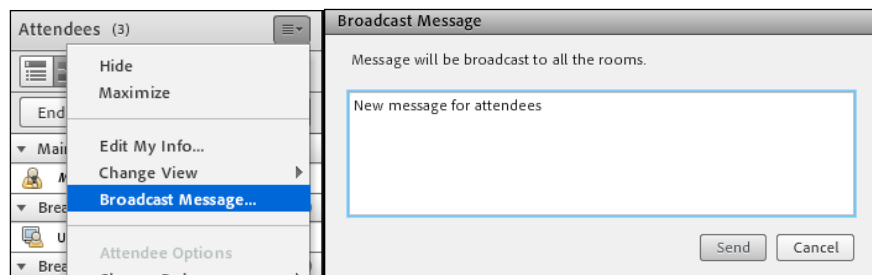 Attendees (3)
Hide
Maximize
End
Edit My Info...
Change View
Broadcast Message...
Attendee Options
Broadcast Message
Message will be broadcast to all the rooms.
New message for attendees
Send
Cancel